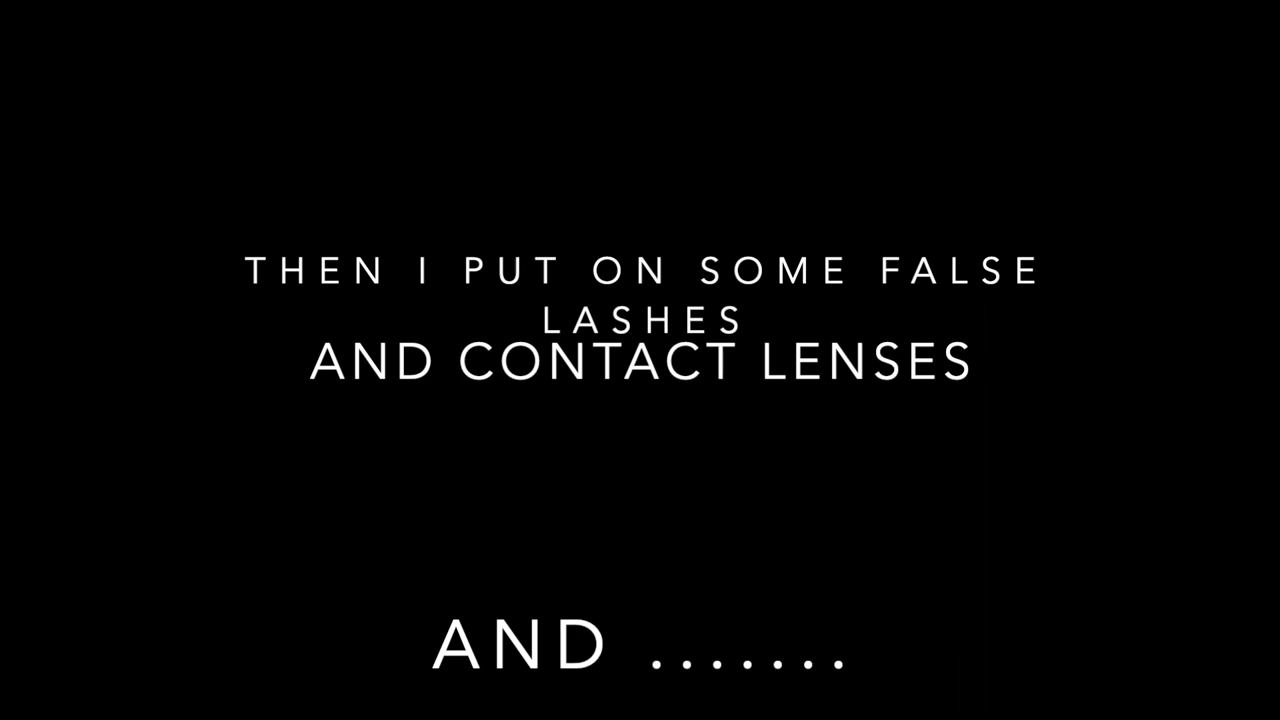 THEN I PUT ON SOME FALSE
LASHES
AND CONTACT LENSES
AND .......